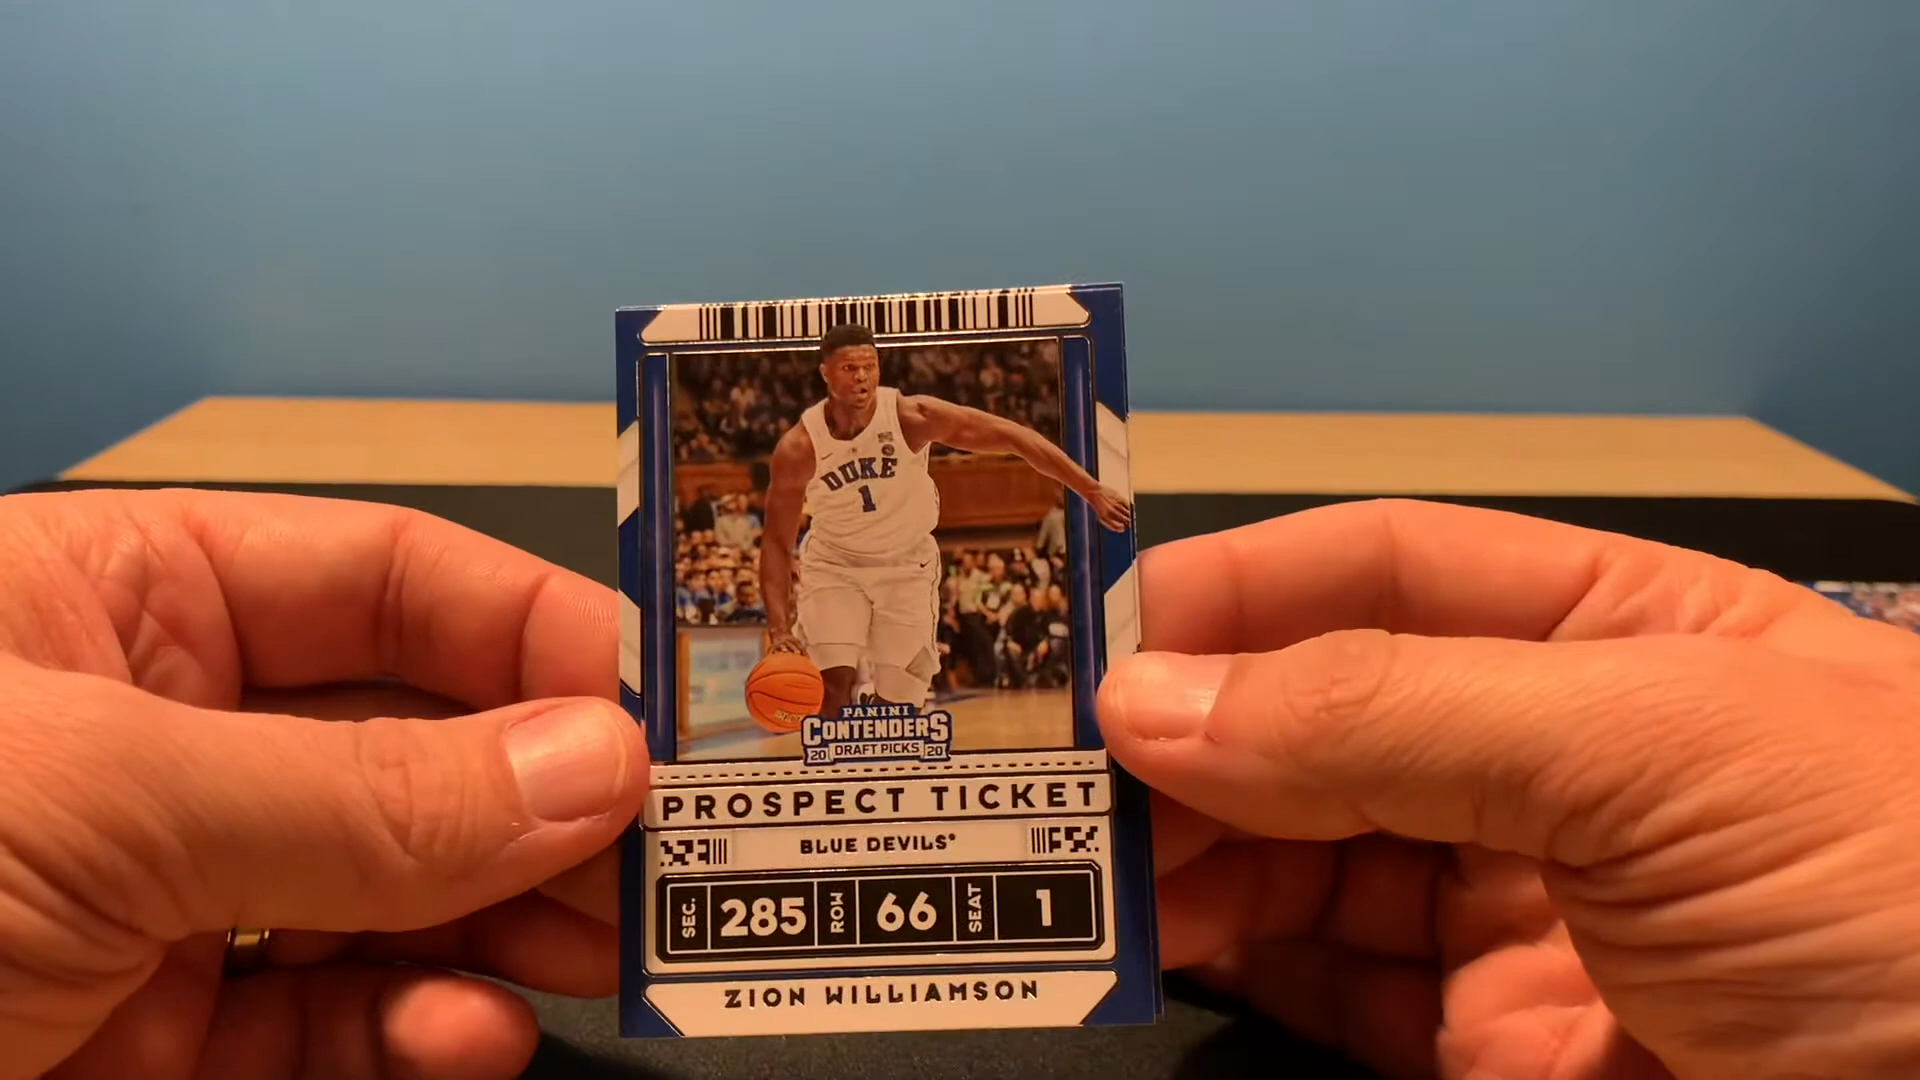 DUKE
1
PANINI
CONTENDERS
20 DRAFT PICKS 20
PROSPECT TICKET
BLUE DEVILS
SEC. 285 ROW 66 SEAT 1
ZION WILLIAMSON